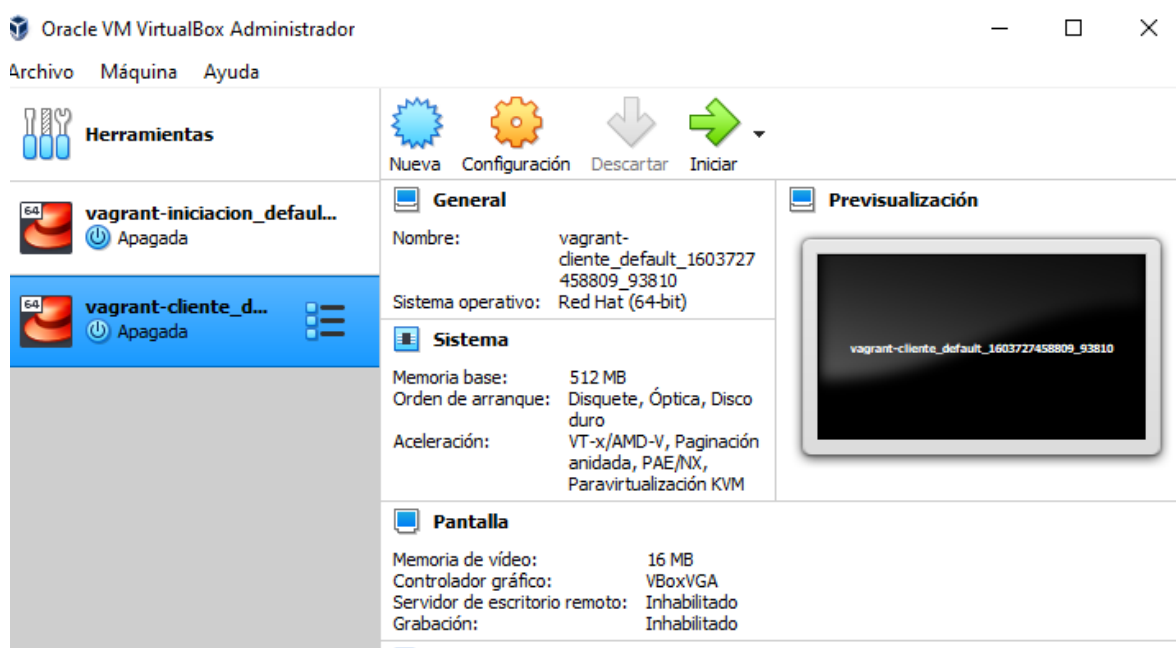 Oracle VM VirtualBox Administrador
Archivo Máquina Ayuda
Herramientas
Nueva Configuración Descartar Iniciar
64
vagrant-iniciacion_defaul...
Apagada
64
vagrant-cliente_d...
Apagada
General
Nombre: vagrant-
cliente_default_1603727
458809_93810
Sistema operativo: Red Hat (64-bit)
Sistema
Memoria base: 512 MB
Orden de arranque: Disquete, Óptica, Disco
duro
Aceleración: VT-x/AMD-V, Paginación
anidada, PAE/NX,
Paravirtualización KVM
Previsualización
vagrant-cliente_default_1603727458809_93810
Pantalla
Memoria de vídeo: 16 MB
Controlador gráfico: VBoxVGA
Servidor de escritorio remoto: Inhabilitado
Grabación: Inhabilitado